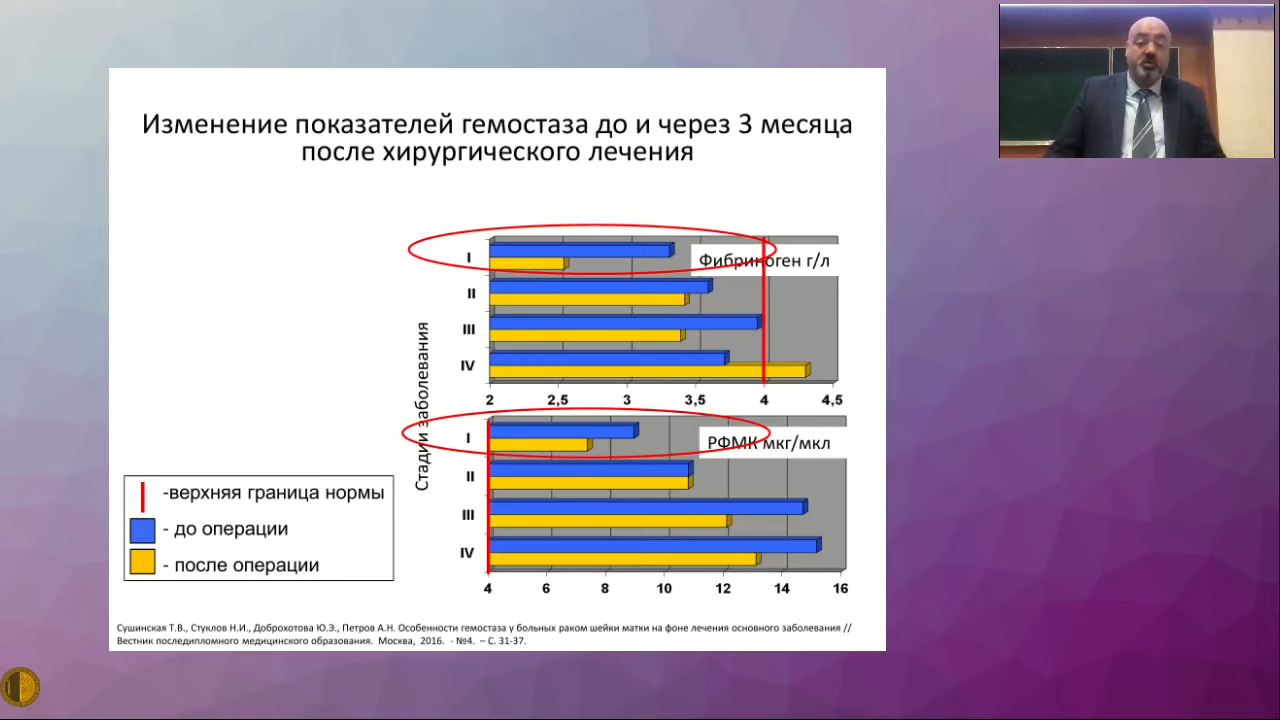 Изменение показателей гемостаза до и через 3 месяца
после хирургического лечения
Стадии заболевания
Фибриноген г/л
I
II
III
IV
2 2,5 3 3,5 4 4,5
РФМК мкг/мкл
I
II
III
IV
4 6 8 10 12 14 16
-верхняя граница нормы
- до операции
- после операции
Сушинская Т.В., Стуклов Н.И., Доброхотова Ю.Э., Петров А.Н. Особенности гемостаза у больных раком шейки матки на фоне лечения основного заболевания //
Вестник последипломного медицинского образования. Москва, 2016. - №4. – С. 31-37.